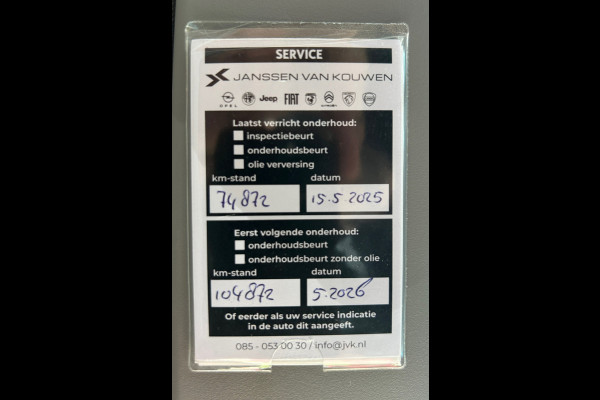 SERVICE
JANSSEN VAN KOUWEN
OPEL Jeep FIAT CITROËN
Laatst verricht onderhoud:
inspectiebeurt
onderhoudsbeurt
olie verversing
km-stand datum
74872 15-5-2025
Eerst volgende onderhoud:
onderhoudsbeurt
onderhoudsbeurt zonder olie
km-stand datum
104872 5-2026
Of eerder als uw service indicatie
in de auto dit aangeeft.
085 - 053 00 30 / info@jvk.nl